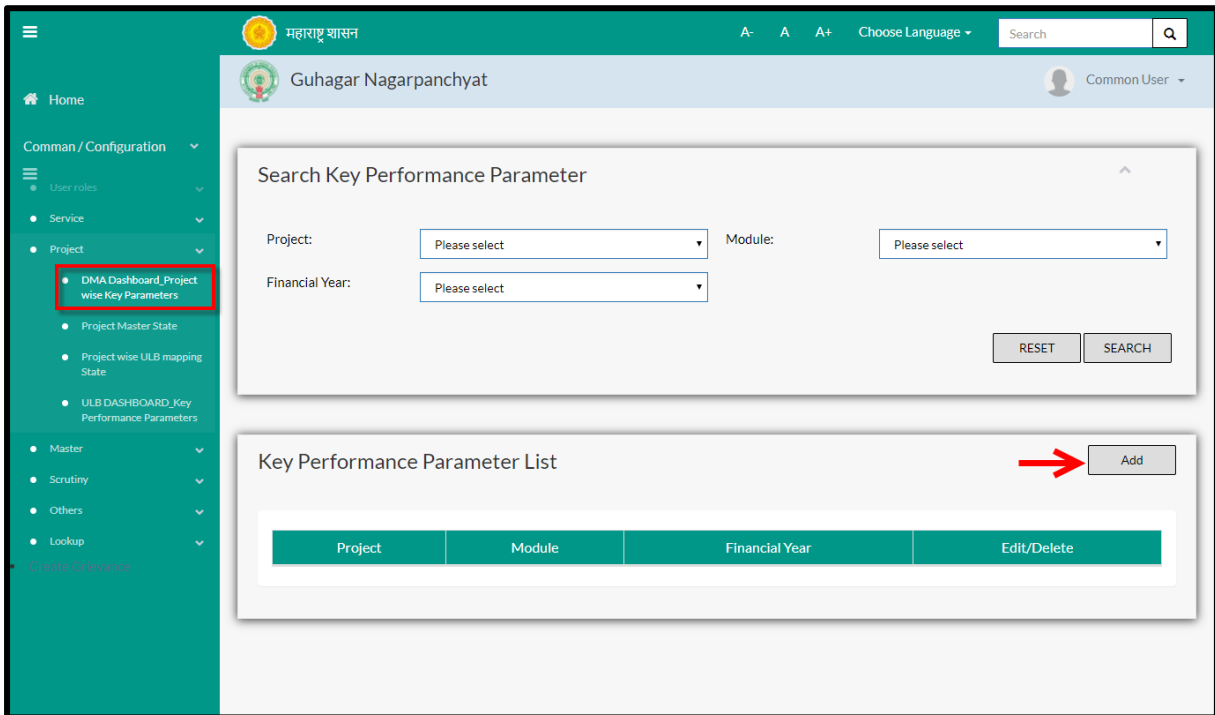 महाराष्ट्र शासन
A- A A+ Choose Language Search
Guhagar Nagarpanchyat
Common User
Home
Comman / Configuration
User roles
Service
Project
DMA Dashboard_Project
wise Key Parameters
Project Master State
Project wise ULB mapping
State
ULB DASHBOARD_Key
Performance Parameters
Master
Scrutiny
Others
Lookup
Create Grievance
Search Key Performance Parameter
Project: Please select Module: Please select
Financial Year: Please select
RESET SEARCH
Key Performance Parameter List Add
Project Module Financial Year Edit/Delete